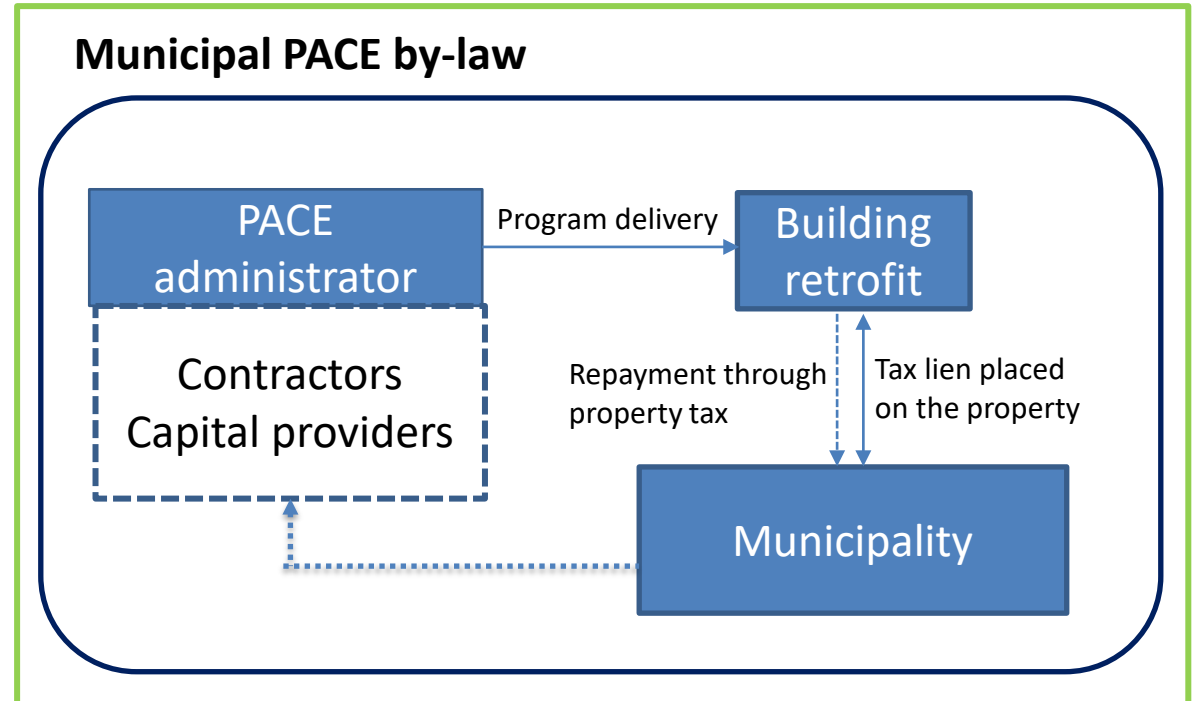 Municipal PACE by-law
PACE
administrator
Program delivery
Building
retrofit
Contractors
Capital providers
Repayment through
property tax
Tax lien placed
on the property
Municipality